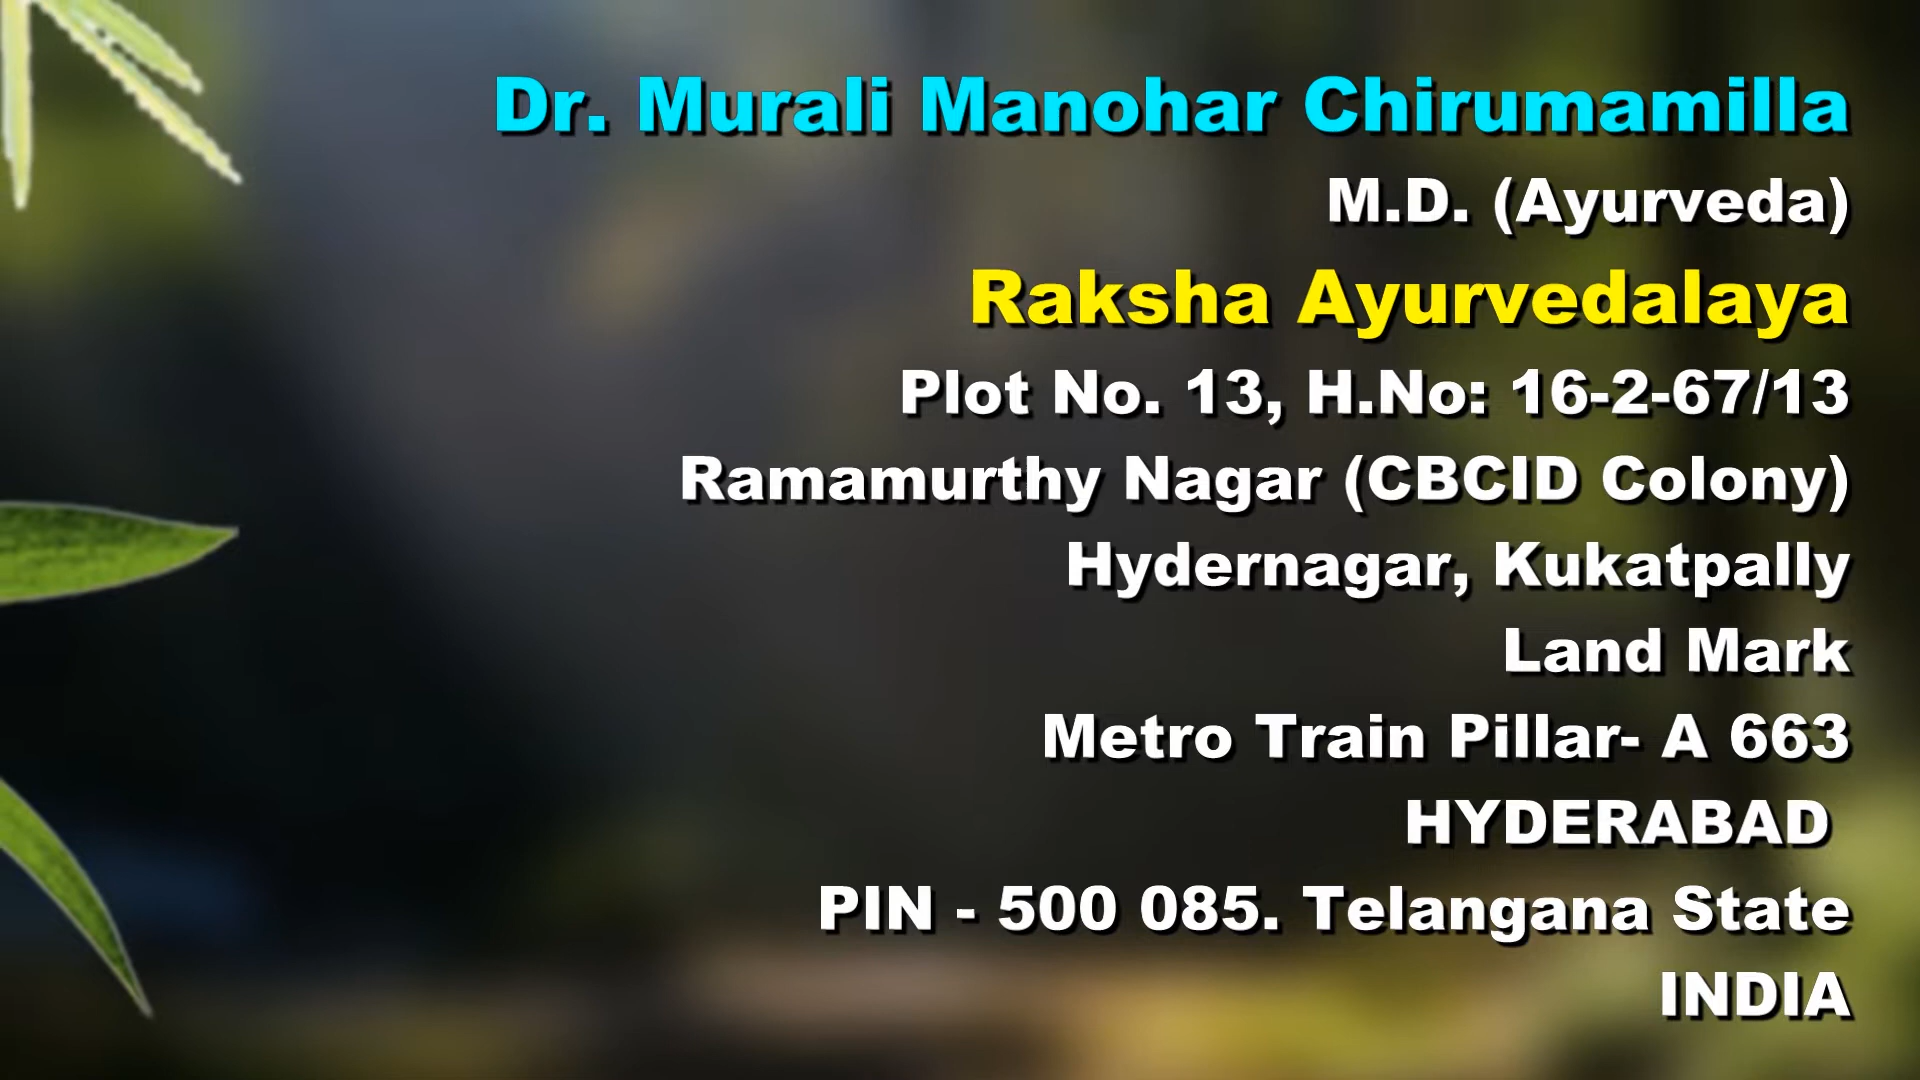 Dr. Murali Manohar Chirumamilla
M.D. (Ayurveda)
Raksha Ayurvedalaya
Plot No. 13, H.No: 16-2-67/13
Ramamurthy Nagar (CBCID Colony)
Hydernagar, Kukatpally
Land Mark
Metro Train Pillar- A 663
HYDERABAD
PIN - 500 085. Telangana State
INDIA